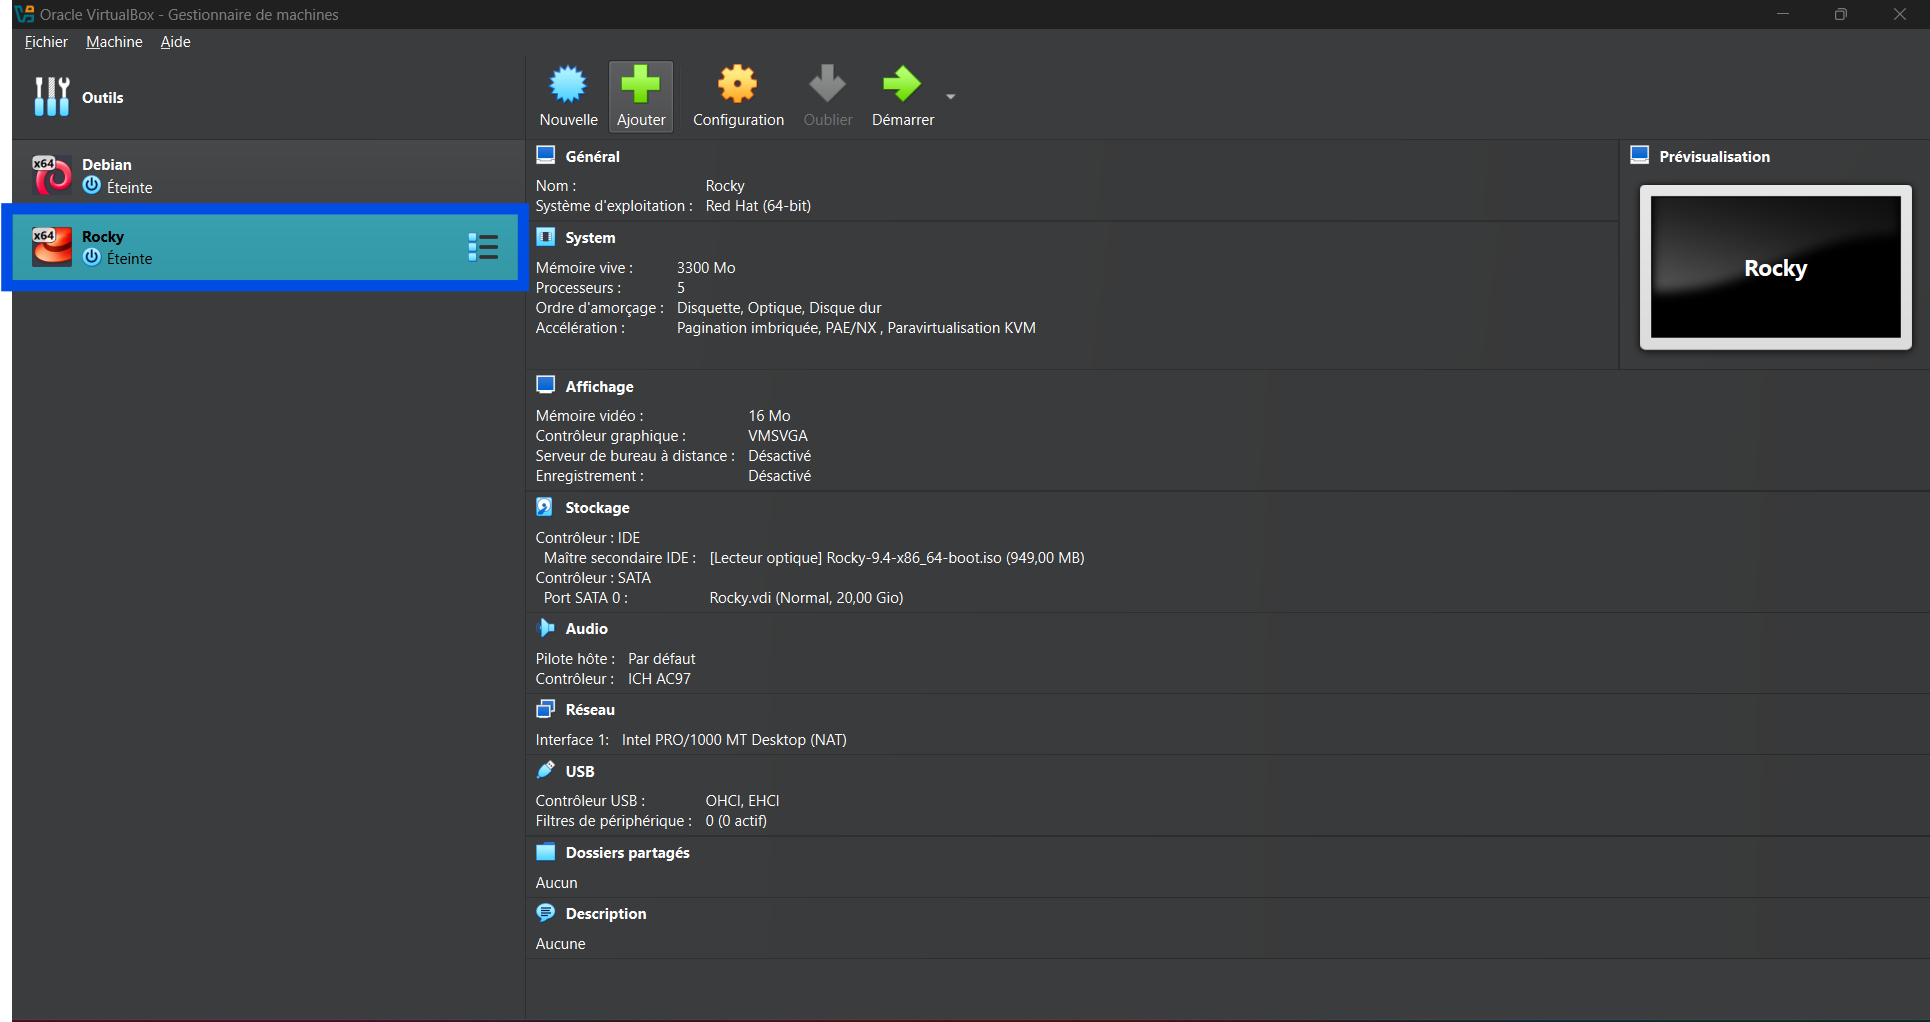 Oracle VirtualBox - Gestionnaire de machines
Fichier Machine Aide
Outils
Nouvelle Ajouter Configuration Oublier Démarrer
x64 Debian
Éteinte
x64 Rocky
Éteinte
Général
Nom : Rocky
Système d'exploitation : Red Hat (64-bit)
System
Mémoire vive : 3300 Mo
Processeurs : 5
Ordre d'amorçage : Disquette, Optique, Disque dur
Accélération : Pagination imbriquée, PAE/NX , Paravirtualisation KVM
Prévisualisation
Rocky
Affichage
Mémoire vidéo : 16 Mo
Contrôleur graphique : VMSVGA
Serveur de bureau à distance : Désactivé
Enregistrement : Désactivé
Stockage
Contrôleur : IDE
Maître secondaire IDE : [Lecteur optique] Rocky-9.4-x86_64-boot.iso (949,00 MB)
Contrôleur : SATA
Port SATA 0 : Rocky.vdi (Normal, 20,00 Gio)
Audio
Pilote hôte : Par défaut
Contrôleur : ICH AC97
Réseau
Interface 1: Intel PRO/1000 MT Desktop (NAT)
USB
Contrôleur USB : OHCI, EHCI
Filtres de périphérique : 0 (0 actif)
Dossiers partagés
Aucun
Description
Aucune